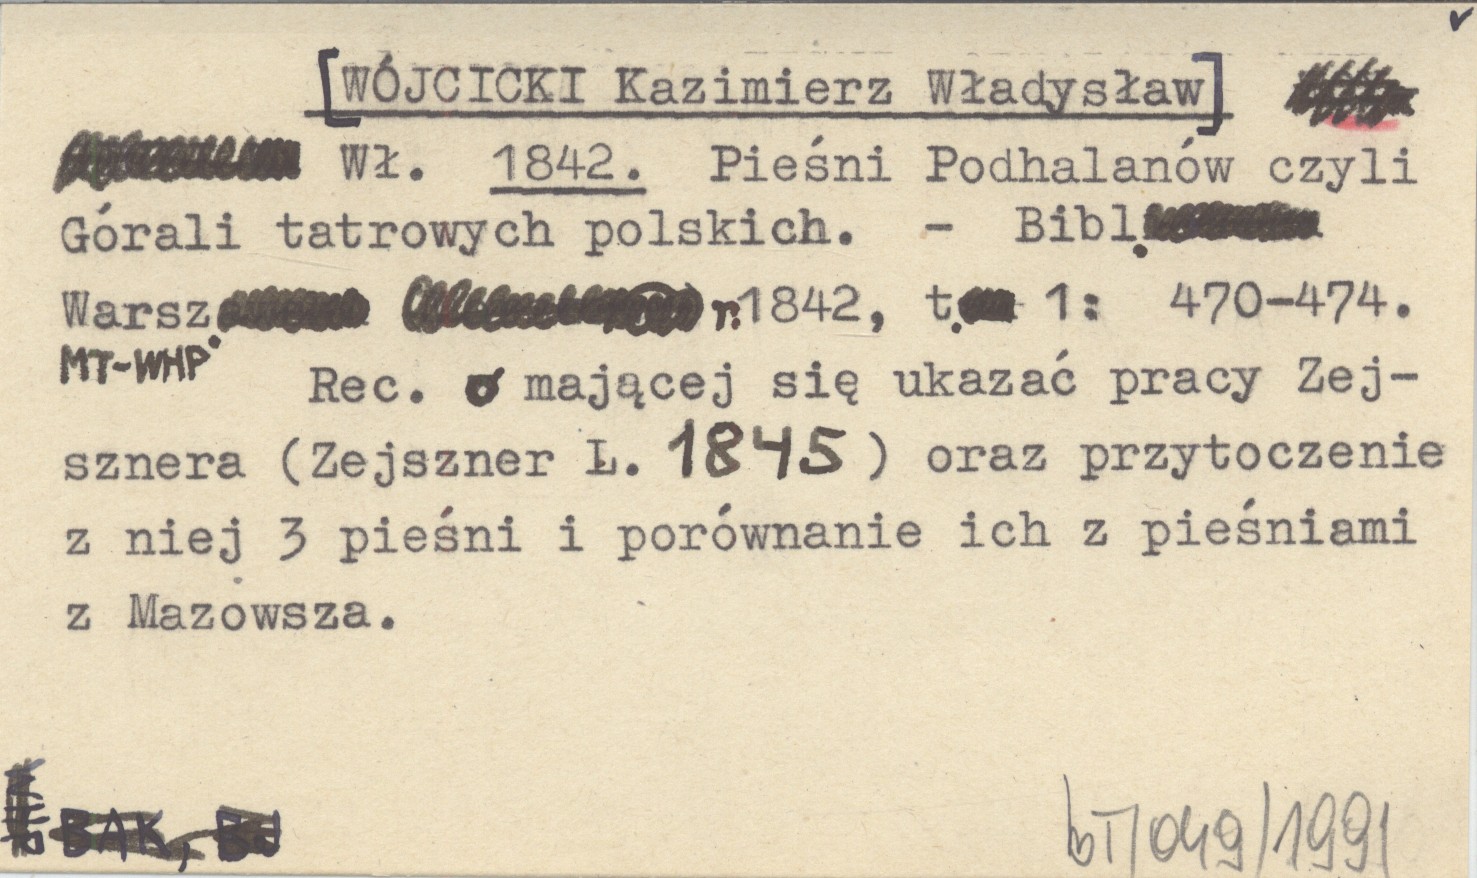 [WÓJCICKI Kazimierz Władysław]
Wł. 1842. Pieśni Podhalanów czyli
Górali tatrowych polskich. - Bibl.
Warsz. r. 1842, t. 1: 470-474.
MT-WHP
Rec. mającej się ukazać pracy Zej-
sznera (Zejszner L. 1845) oraz przytoczenie
z niej 3 pieśni i porównanie ich z pieśniami
z Mazowsza.
BAK, BJ
bT/049/1991